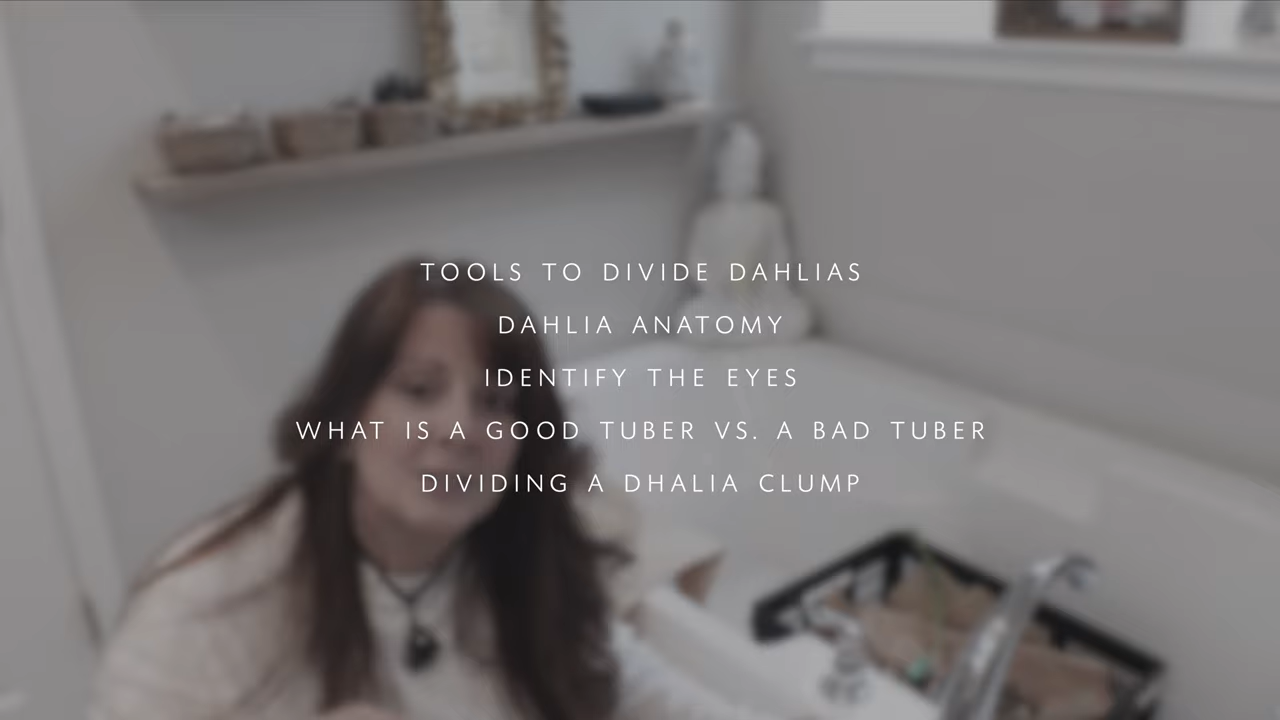 TOOLS TO DIVIDE DAHLIAS
DAHLIA ANATOMY
IDENTIFY THE EYES
WHAT IS A GOOD TUBER VS. A BAD TUBER
DIVIDING A DHALIA CLUMP